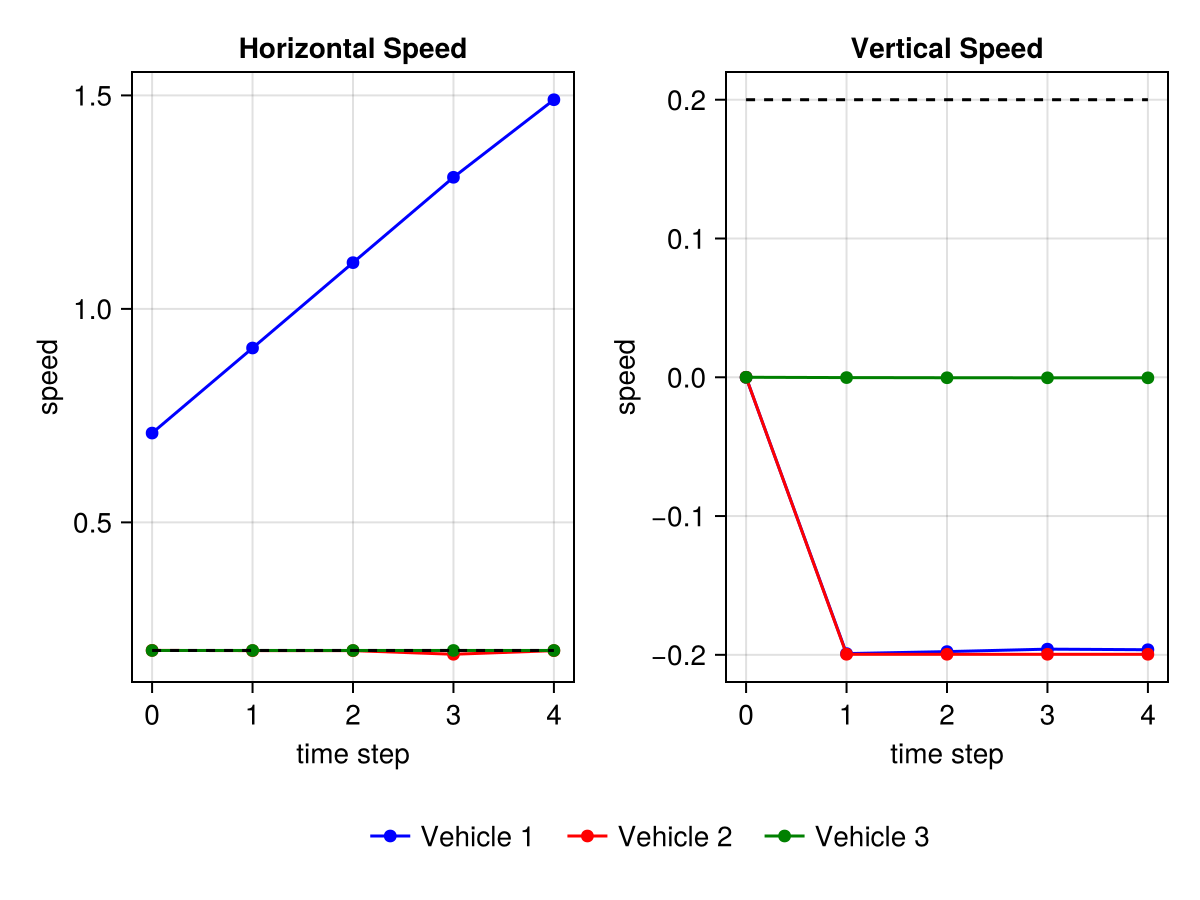 Horizontal Speed
1.5
1.0
0.5
speed
0 1 2 3 4
time step
Vertical Speed
0.2
0.1
0.0
−0.1
−0.2
speed
0 1 2 3 4
time step
Vehicle 1 Vehicle 2 Vehicle 3